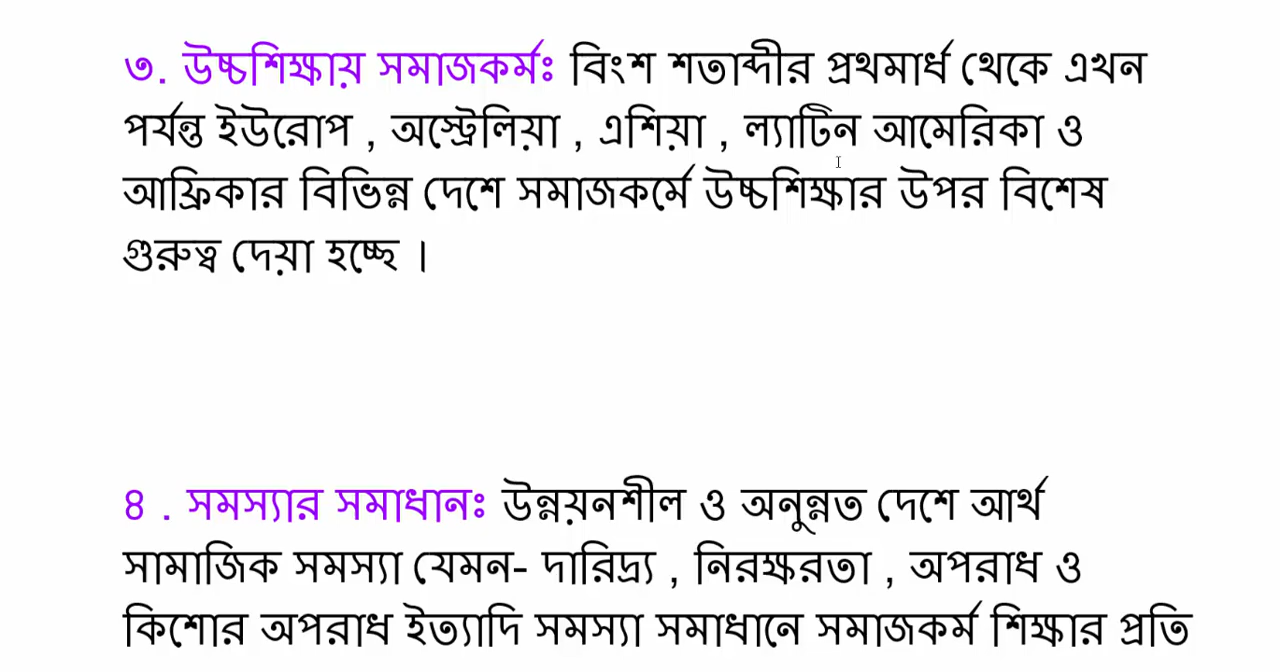 ৩. উচ্চশিক্ষায় সমাজকর্মঃ বিংশ শতাব্দীর প্রথমার্ধ থেকে এখন
পর্যন্ত ইউরোপ , অস্ট্রেলিয়া , এশিয়া , ল্যাটিন আমেরিকা ও
আফ্রিকার বিভিন্ন দেশে সমাজকর্মে উচ্চশিক্ষার উপর বিশেষ
গুরুত্ব দেয়া হচ্ছে ।
৪ . সমস্যার সমাধানঃ উন্নয়নশীল ও অনুন্নত দেশে আর্থ
সামাজিক সমস্যা যেমন- দারিদ্র্য , নিরক্ষরতা , অপরাধ ও
কিশোর অপরাধ ইত্যাদি সমস্যা সমাধানে সমাজকর্ম শিক্ষার প্রতি